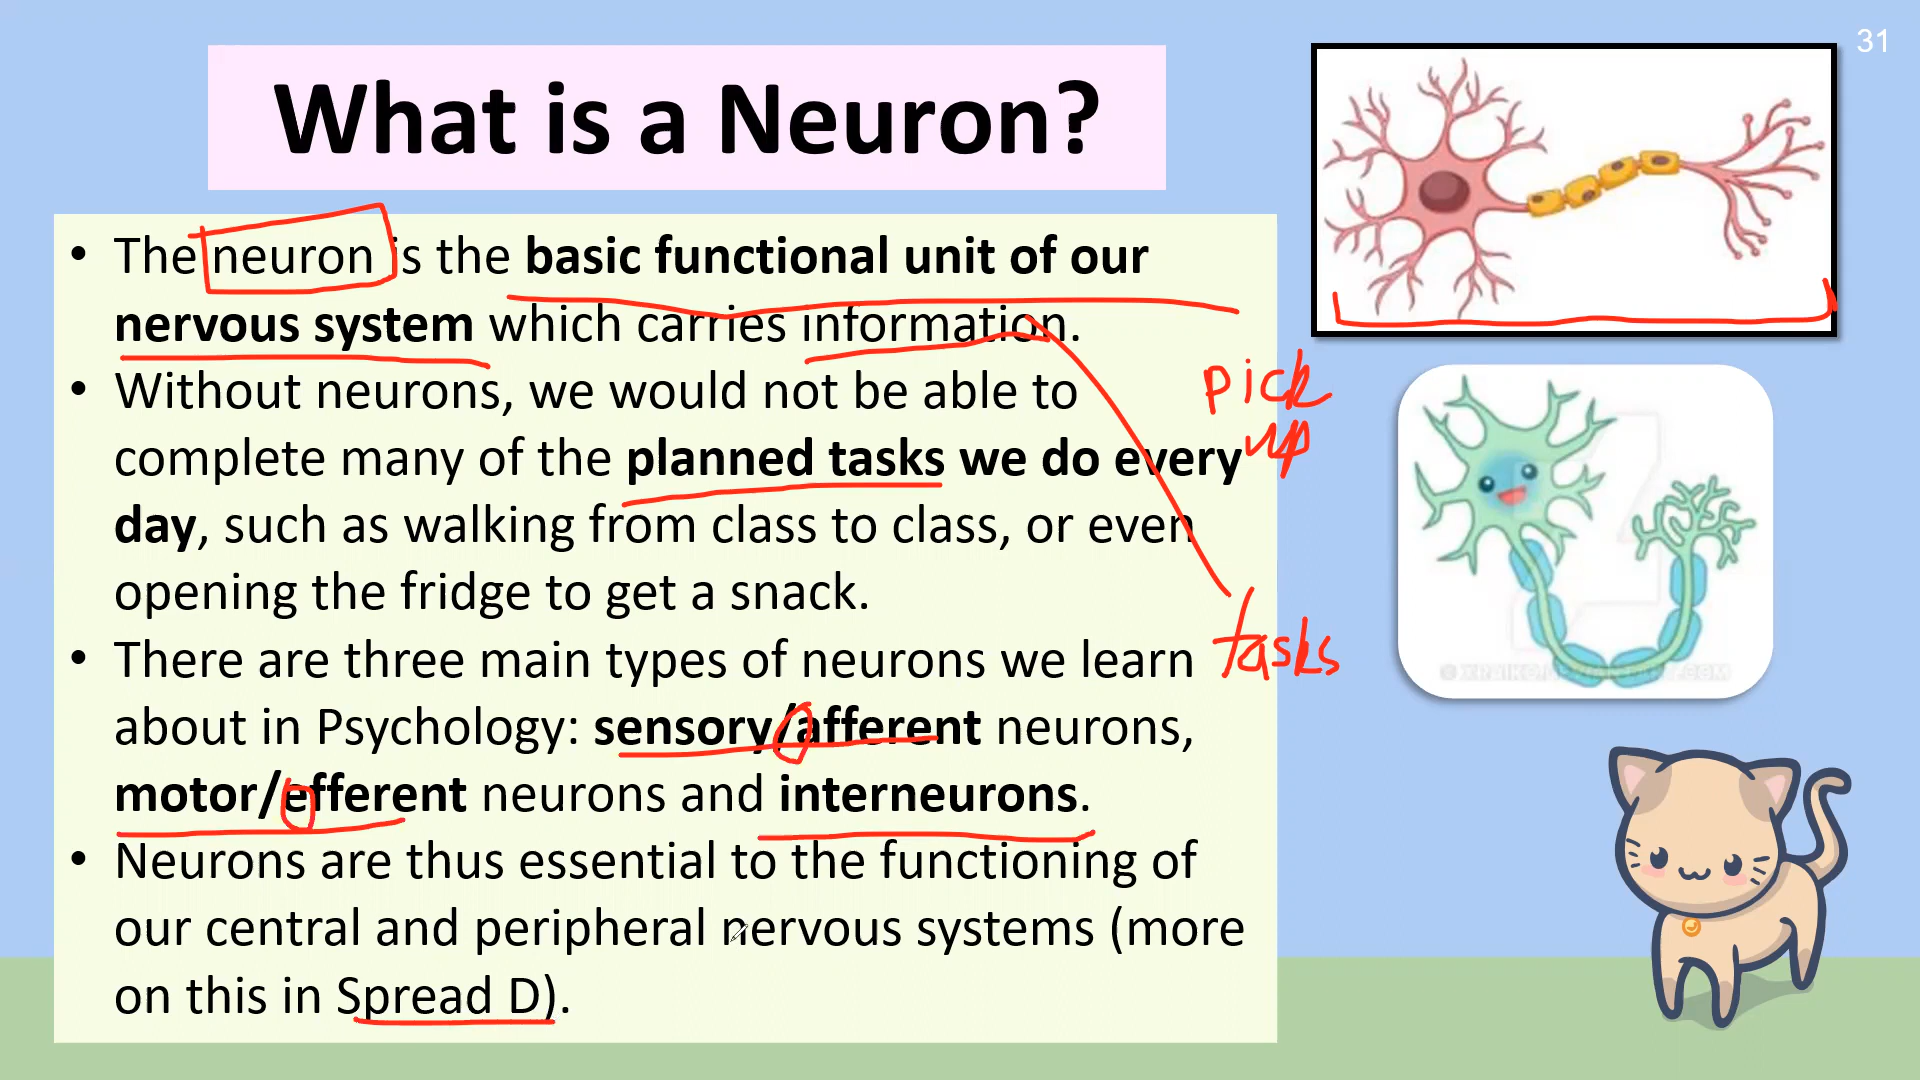 31
What is a Neuron?
• The neuron is the basic functional unit of our
nervous system which carries information.
• Without neurons, we would not be able to
complete many of the planned tasks we do every
day, such as walking from class to class, or even
opening the fridge to get a snack.
• There are three main types of neurons we learn
about in Psychology: sensory/afferent neurons,
motor/efferent neurons and interneurons.
• Neurons are thus essential to the functioning of
our central and peripheral nervous systems (more
on this in Spread D).
pick
up
tasks